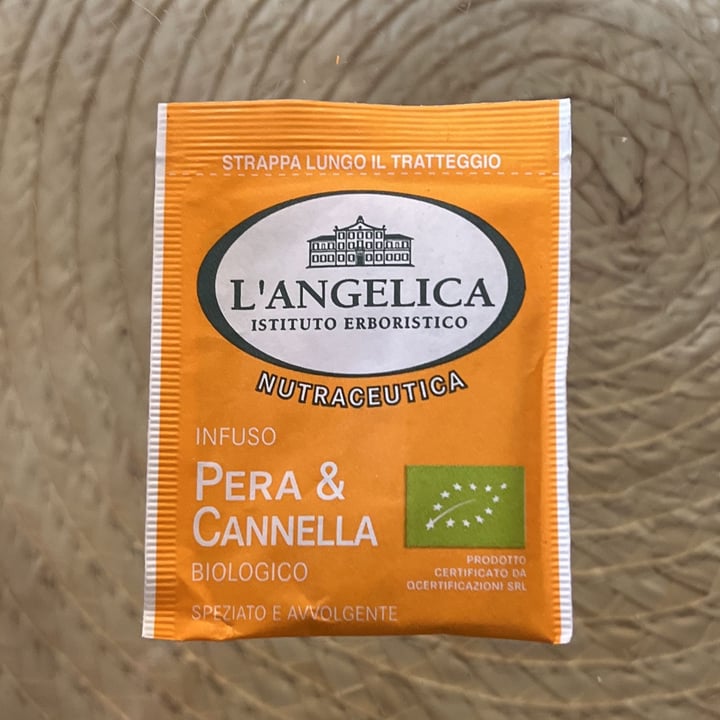 STRAPPA LUNGO IL TRATTEGGIO
L'ANGELICA
ISTITUTO ERBORISTICO
NUTRACEUTICA
INFUSO
PERA &
CANNELLA
BIOLOGICO
PRODOTTO
CERTIFICATO DA
QCERTIFICAZIONI SRL
SPEZIATO E AVVOLGENTE